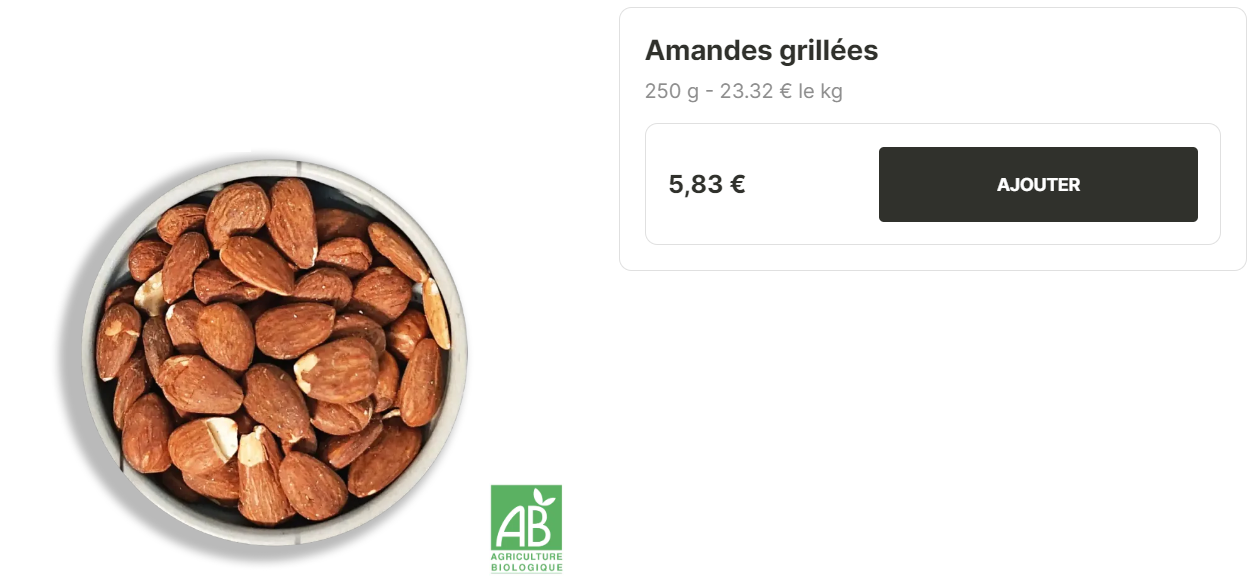 Amandes grillées
250 g - 23.32 € le kg
5,83 €
AJOUTER
AB
AGRICULTURE
BIOLOGIQUE